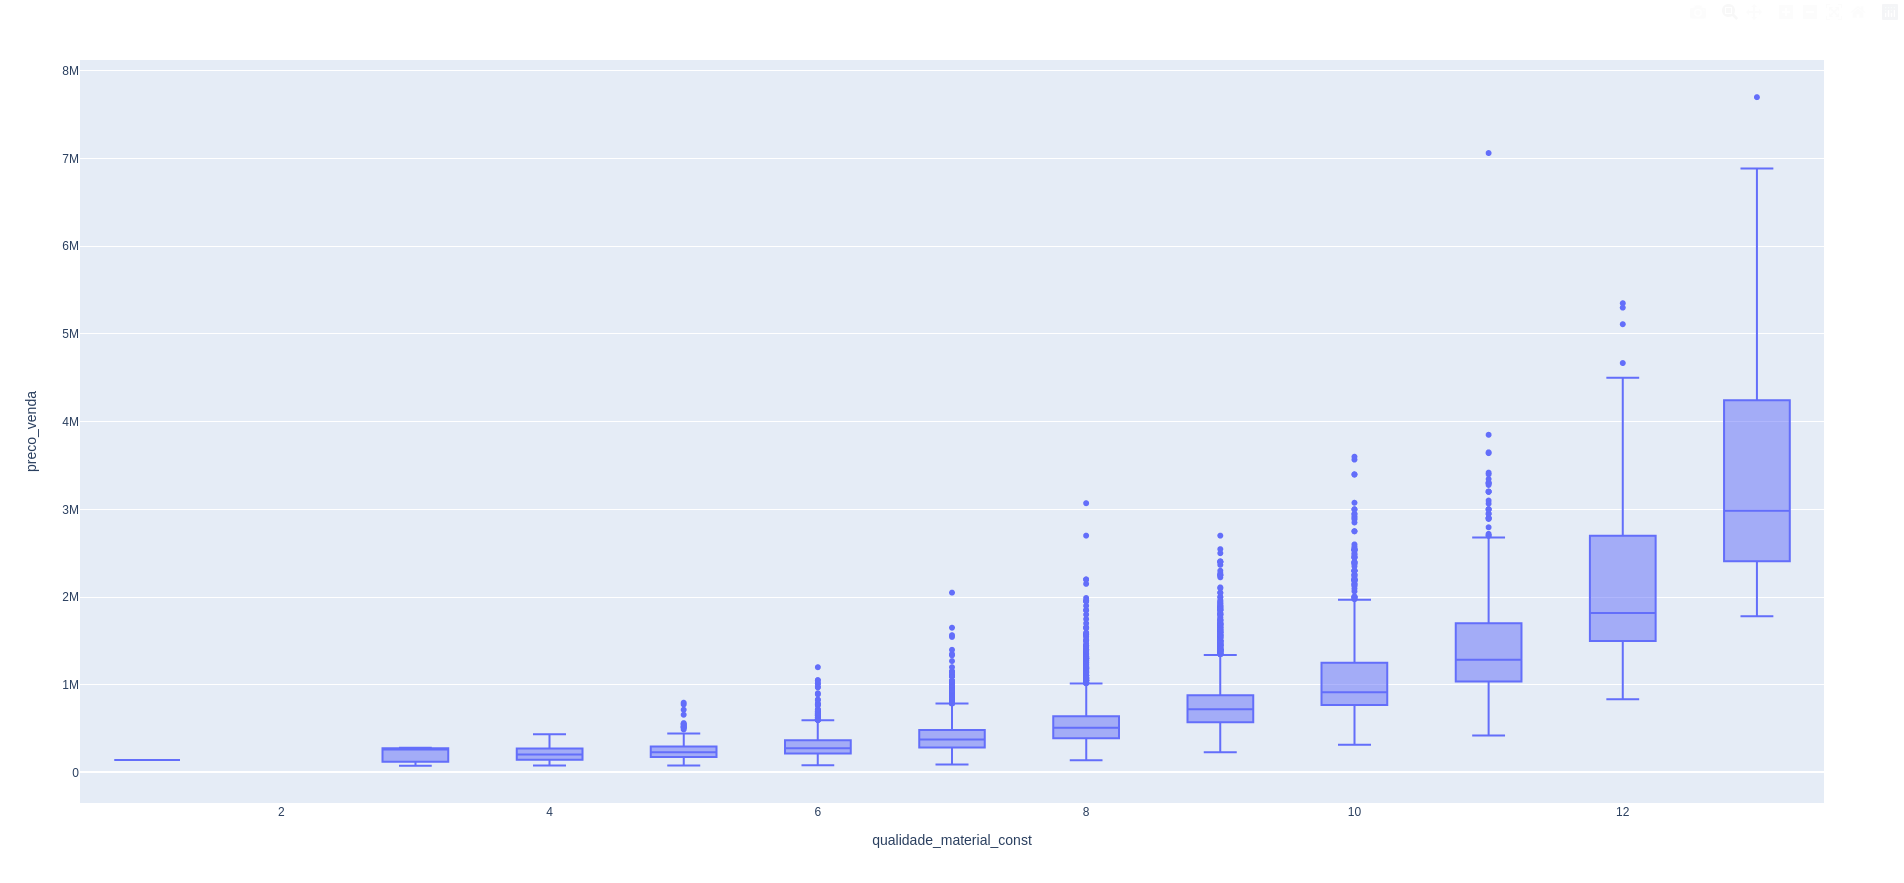 8M
7M
6M
5M
4M
3M
2M
1M
0
preco_venda
2 4 6 8 10 12
qualidade_material_const